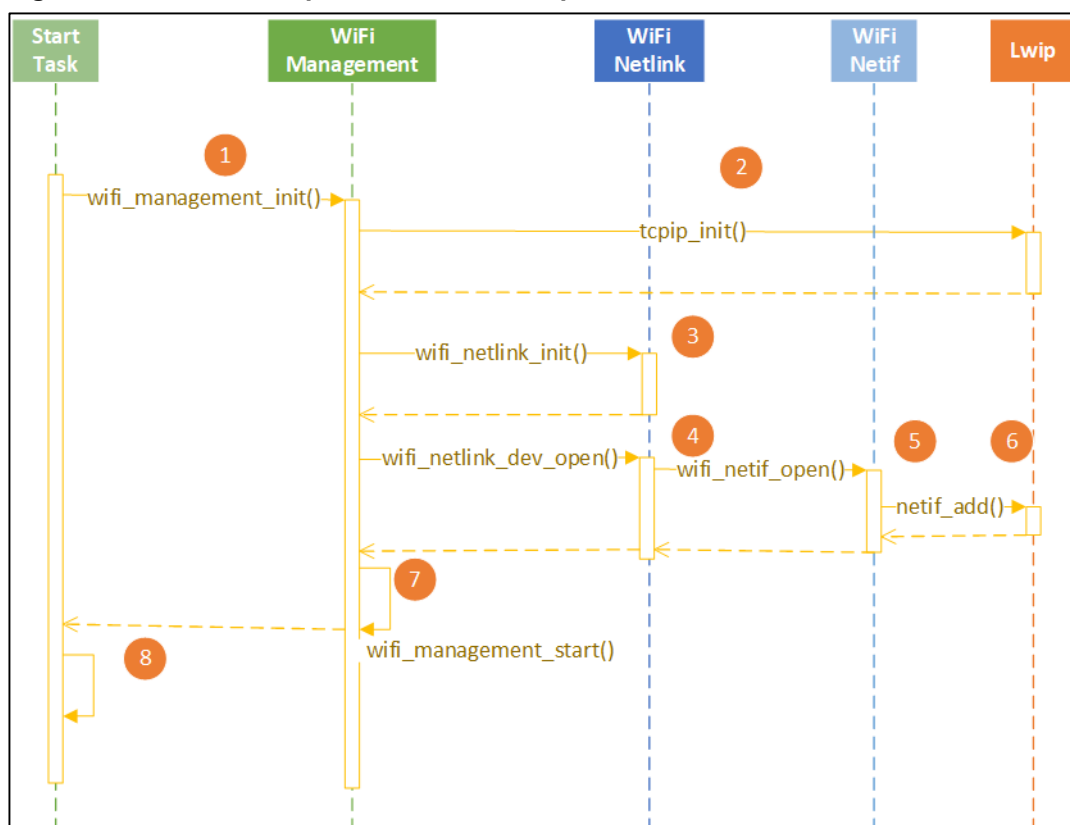 Start
Task
WiFi
Management
WiFi
Netlink
WiFi
Netif
Lwip
1
2
wifi_management_init()
tcpip_init()
3
wifi_netlink_init()
4
5
6
wifi_netlink_dev_open()
wifi_netif_open()
netif_add()
7
wifi_management_start()
8